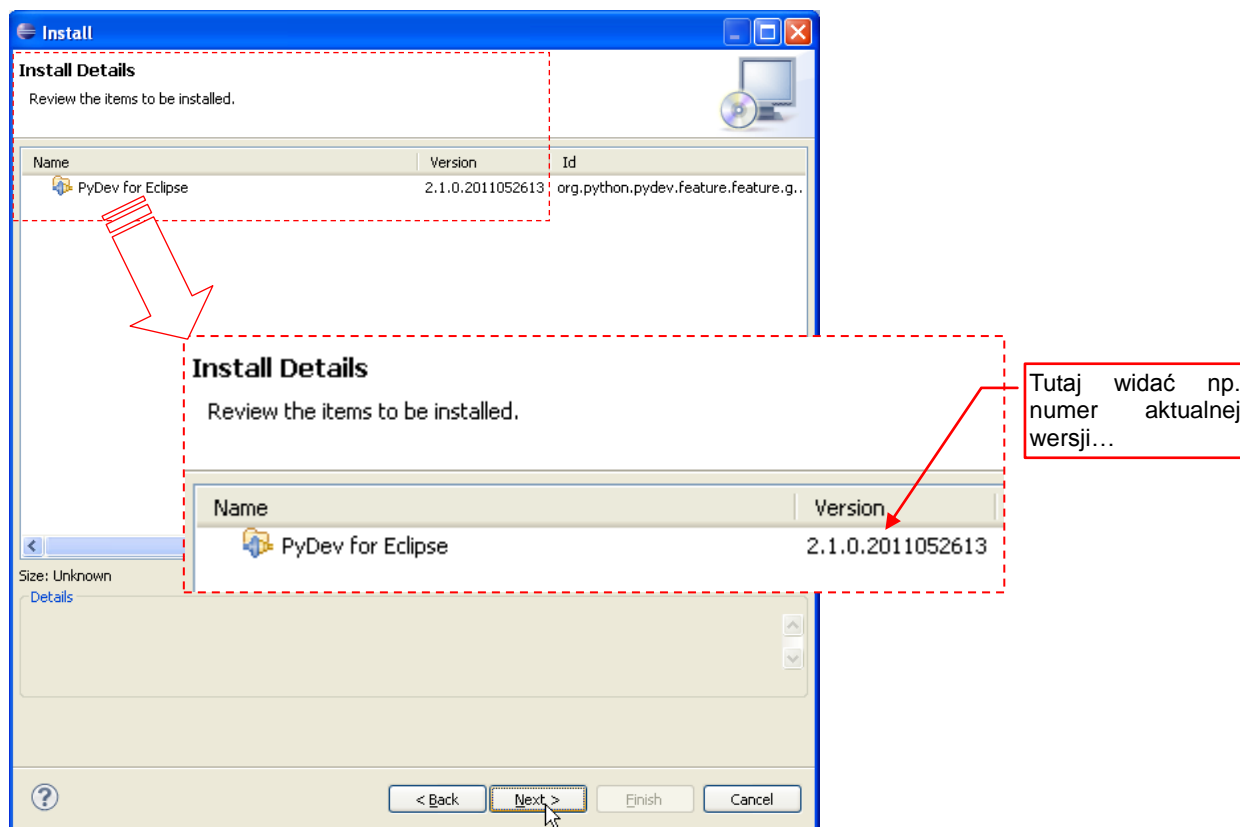 Install
Install Details
Review the items to be installed.
Name Version Id
PyDev for Eclipse 2.1.0.2011052613 org.python.pydev.feature.feature.g..
Install Details
Review the items to be installed.
Name Version
PyDev for Eclipse 2.1.0.2011052613
Tutaj widać np.
numer aktualnej
wersji…
Size: Unknown
Details
? < Back Next > Finish Cancel